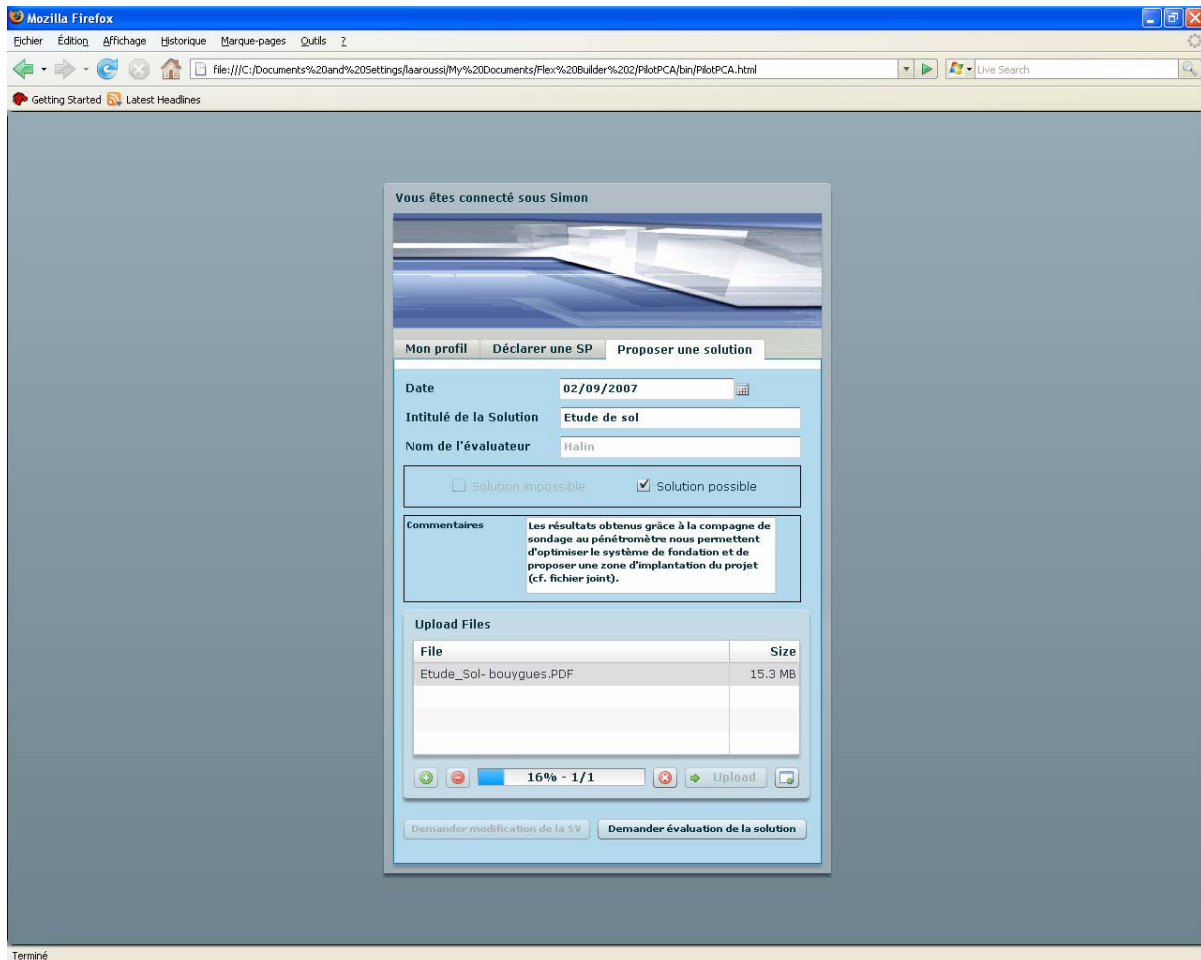 Mozilla Firefox
Fichier Édition Affichage Historique Marque-pages Outils ?
file:///C:/Documents%20and%20Settings/laaroussi/My%20Documents/Flex%20Builder%202/PilotPCA/bin/PilotPCA.html
Live Search
Getting Started Latest Headlines
Vous êtes connecté sous Simon
Mon profil Déclarer une SP Proposer une solution
Date 02/09/2007
Intitulé de la Solution Etude de sol
Nom de l'évaluateur Halin
Solution impossible Solution possible
Commentaires Les résultats obtenus grâce à la compagne de
sondage au pénétromètre nous permettent
d'optimiser le système de fondation et de
proposer une zone d'implantation du projet
(cf. fichier joint).
Upload Files
File Size
Etude_Sol- bouygues.PDF 15.3 MB
16% - 1/1 Upload
Demander modification de la SV Demander évaluation de la solution
Terminé